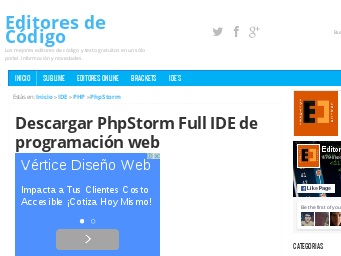 Editores de
Código
Los mejores editores de código y texto gratuitos en un sólo
portal. Información y novedades.
INICIO
SUBLIME
EDITORES ONLINE
BRACKETS
IDE'S
Estás en: Inicio » IDE » PHP »PhpStorm
Descargar PhpStorm Full IDE de
programación web
Vértice Diseño Web
Impacta a Tus Clientes Costo
Accesible ¡Cotiza Hoy Mismo!
Editor
Like Page
Be the first of you
CATEGORIAS